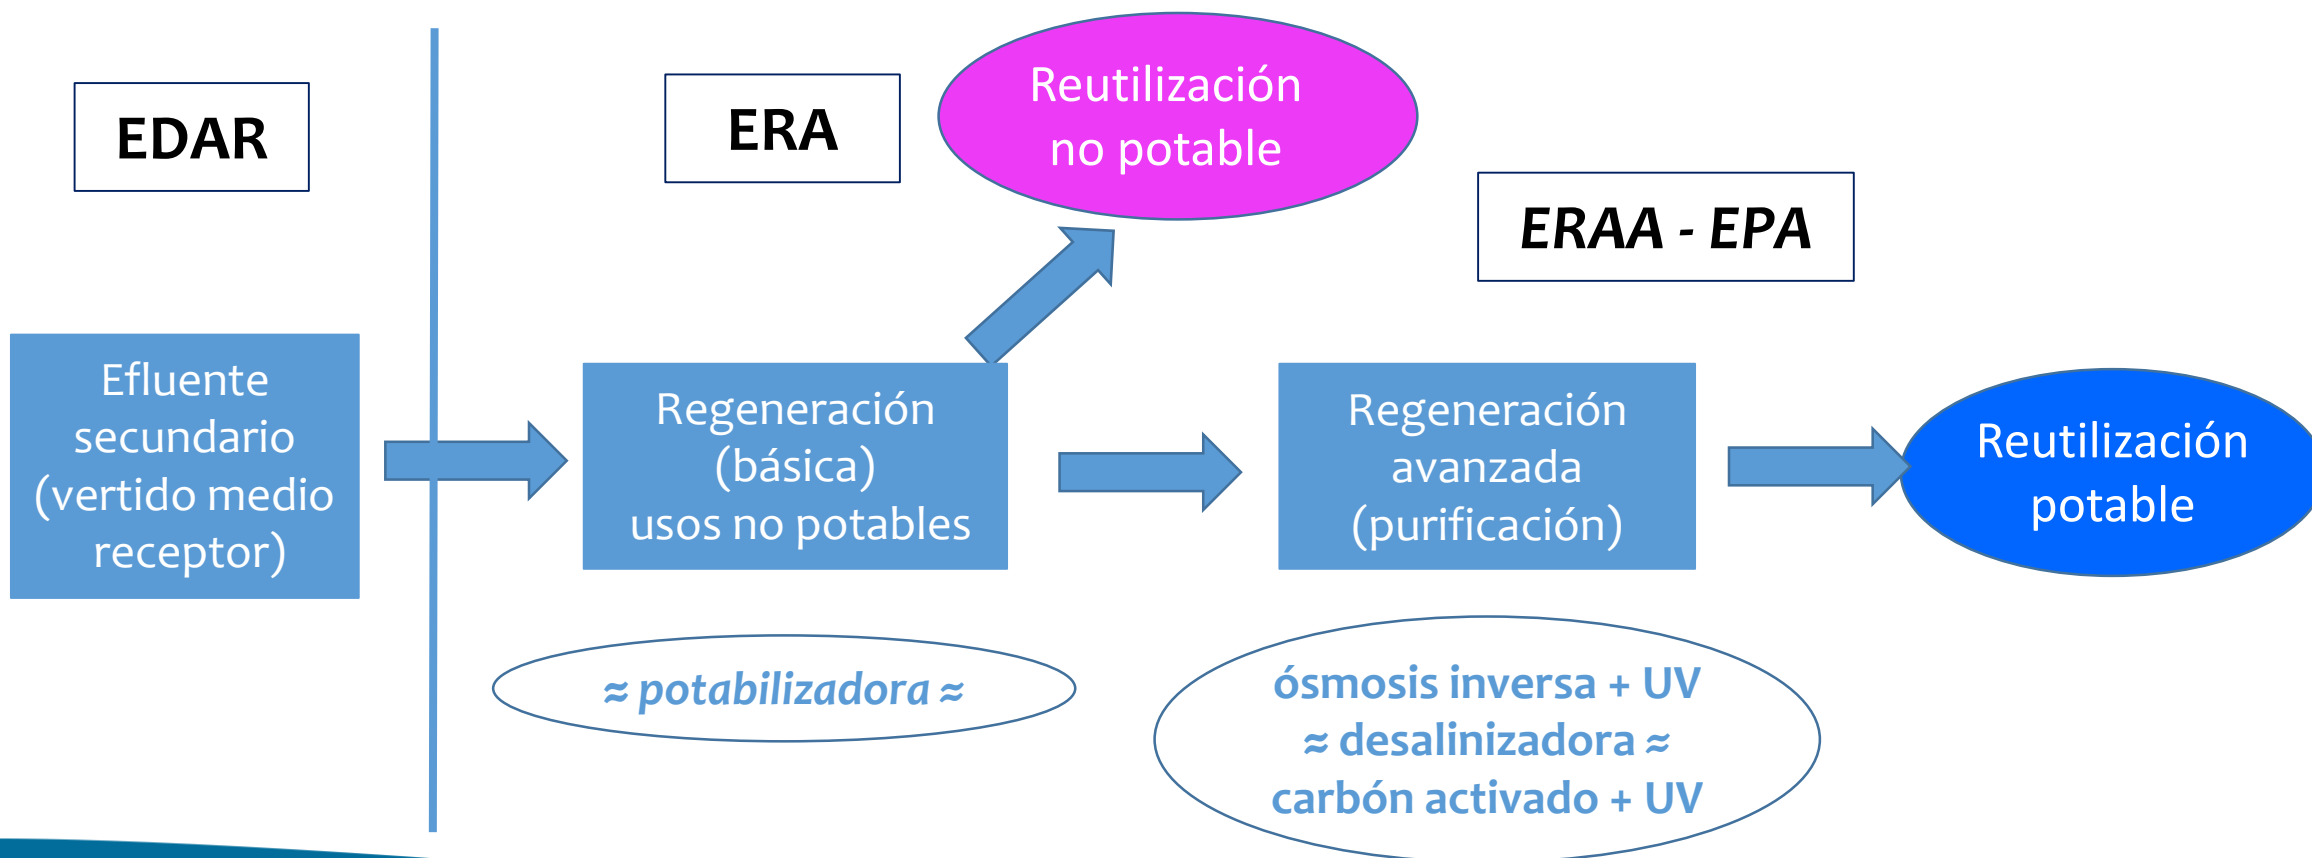 EDAR
ERA
Reutilización
no potable
ERAA - EPA
Efluente
secundario
(vertido medio
receptor)
Regeneración
(básica)
usos no potables
Regeneración
avanzada
(purificación)
Reutilización
potable
≈ potabilizadora ≈
ósmosis inversa + UV
≈ desalinizadora ≈
carbón activado + UV